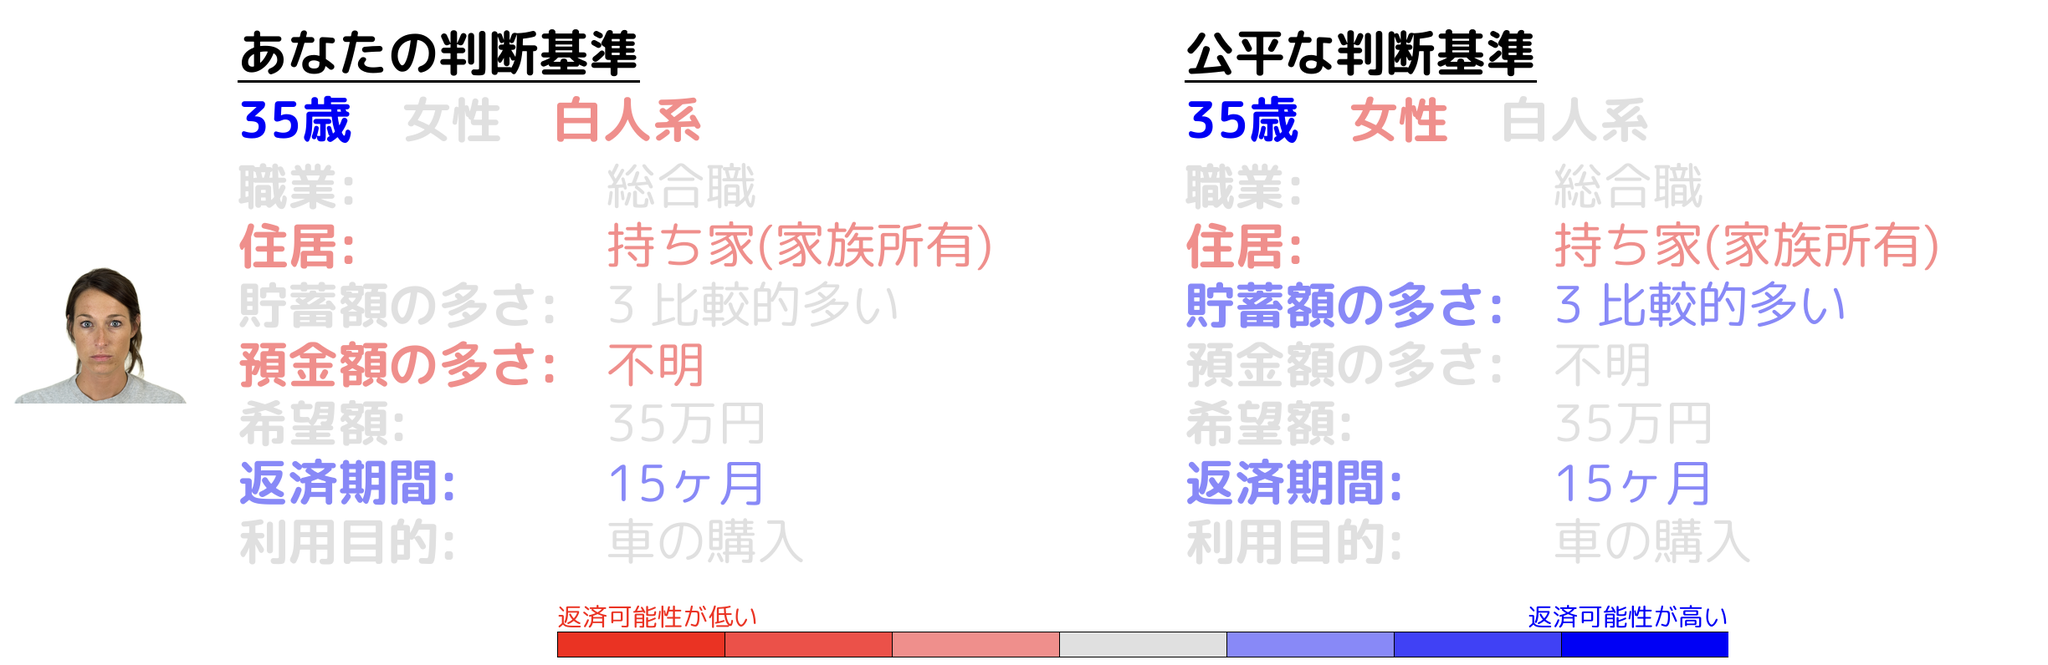 あなたの判断基準
35歳 女性 白人系
職業: 総合職
住居: 持ち家(家族所有)
貯蓄額の多さ: 3 比較的多い
預金額の多さ: 不明
希望額: 35万円
返済期間: 15ヶ月
利用目的: 車の購入
公平な判断基準
35歳 女性 白人系
職業: 総合職
住居: 持ち家(家族所有)
貯蓄額の多さ: 3 比較的多い
預金額の多さ: 不明
希望額: 35万円
返済期間: 15ヶ月
利用目的: 車の購入
返済可能性が低い
返済可能性が高い